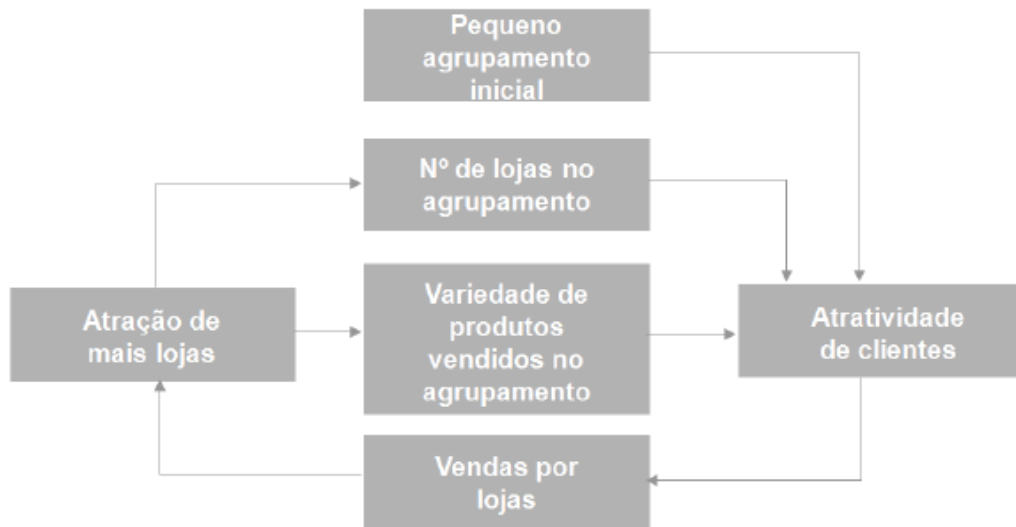 Pequeno
agrupamento
inicial
Nº de lojas no
agrupamento
Atração de
mais lojas
Variedade de
produtos
vendidos no
agrupamento
Atratividade
de clientes
Vendas por
lojas